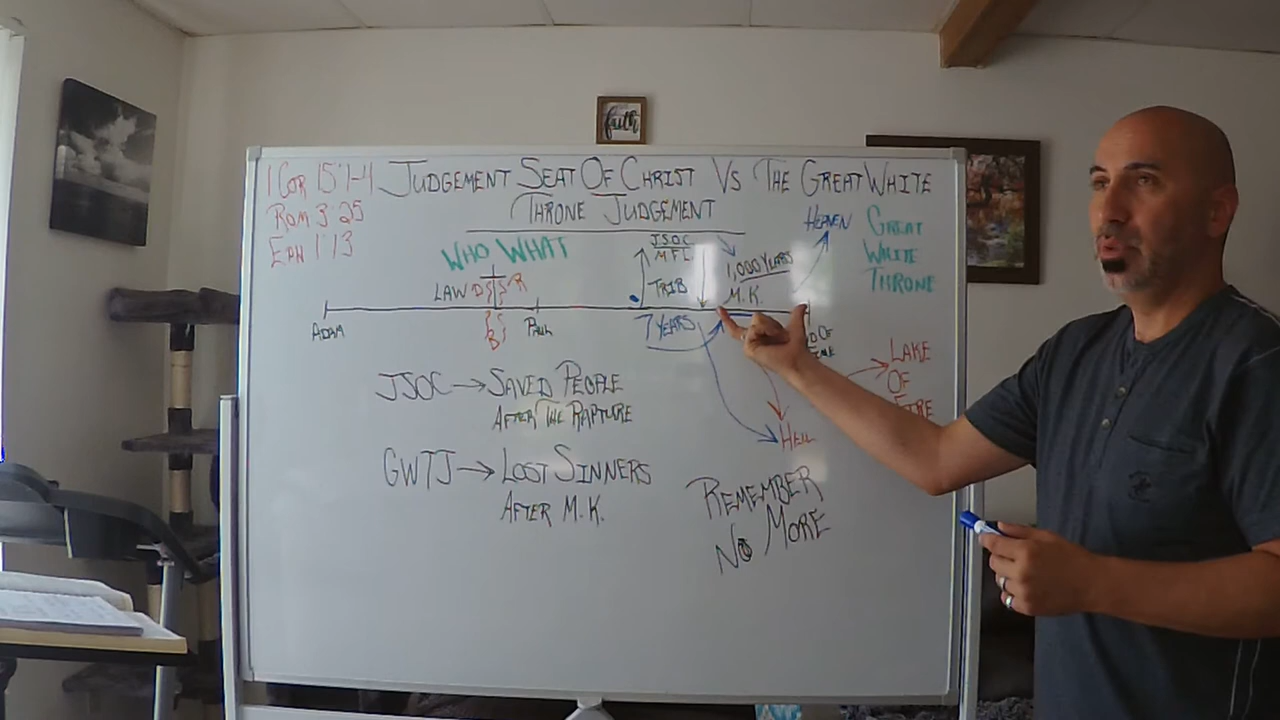 faith
1 COR 15:1-4
ROM 3:25
EPH 1:13
JUDGEMENT SEAT OF CHRIST VS THE GREAT WHITE
THRONE JUDGEMENT
WHO WHAT
JSOC
HEAVEN
GREAT
WHITE
THRONE
LAW D S S R
TRIB
1,000 YEARS
M.K.
ADAM
B
PAUL
7 YEARS
JSOC → SAVED PEOPLE
AFTER THE RAPTURE
LAKE
OF
FIRE
HELL
GWTJ → LOST SINNERS
AFTER M.K.
REMEMBER
NO MORE